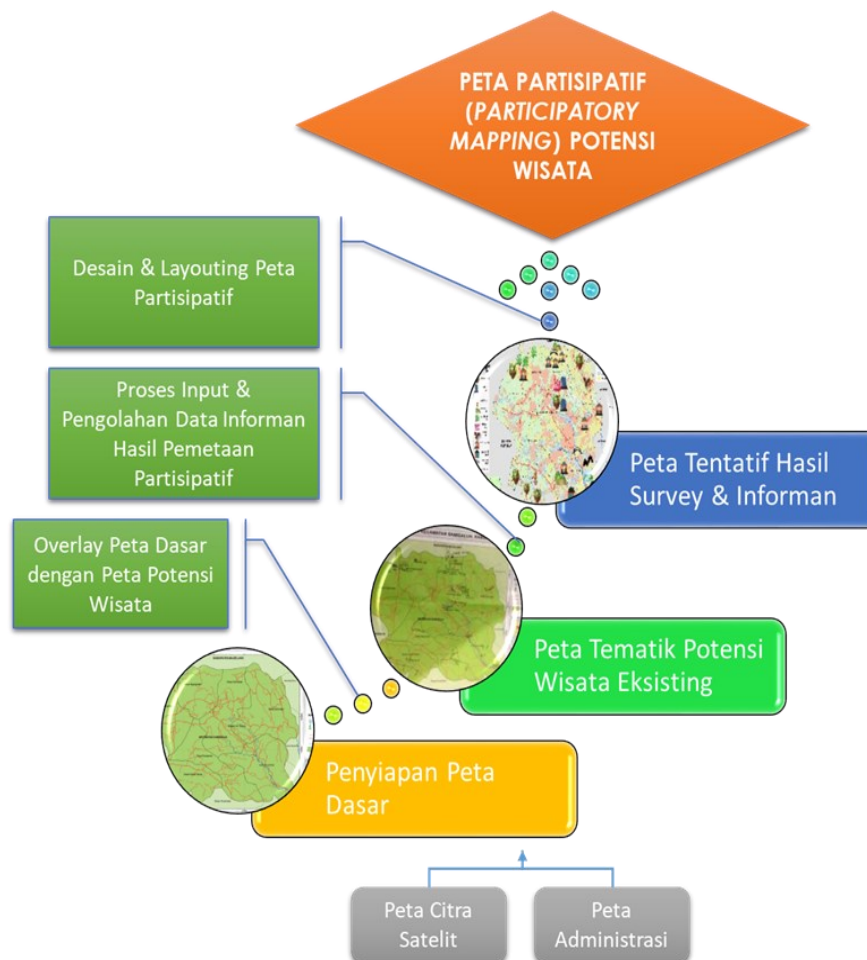 PETA PARTISIPATIF
(PARTICIPATORY
MAPPING) POTENSI
WISATA
Desain & Layouting Peta
Partisipatif
Proses Input &
Pengolahan Data Informan
Hasil Pemetaan
Partisipatif
Peta Tentatif Hasil
Survey & Informan
Overlay Peta Dasar
dengan Peta Potensi
Wisata
Peta Tematik Potensi
Wisata Eksisting
Penyiapan Peta
Dasar
Peta Citra
Satelit
Peta
Administrasi